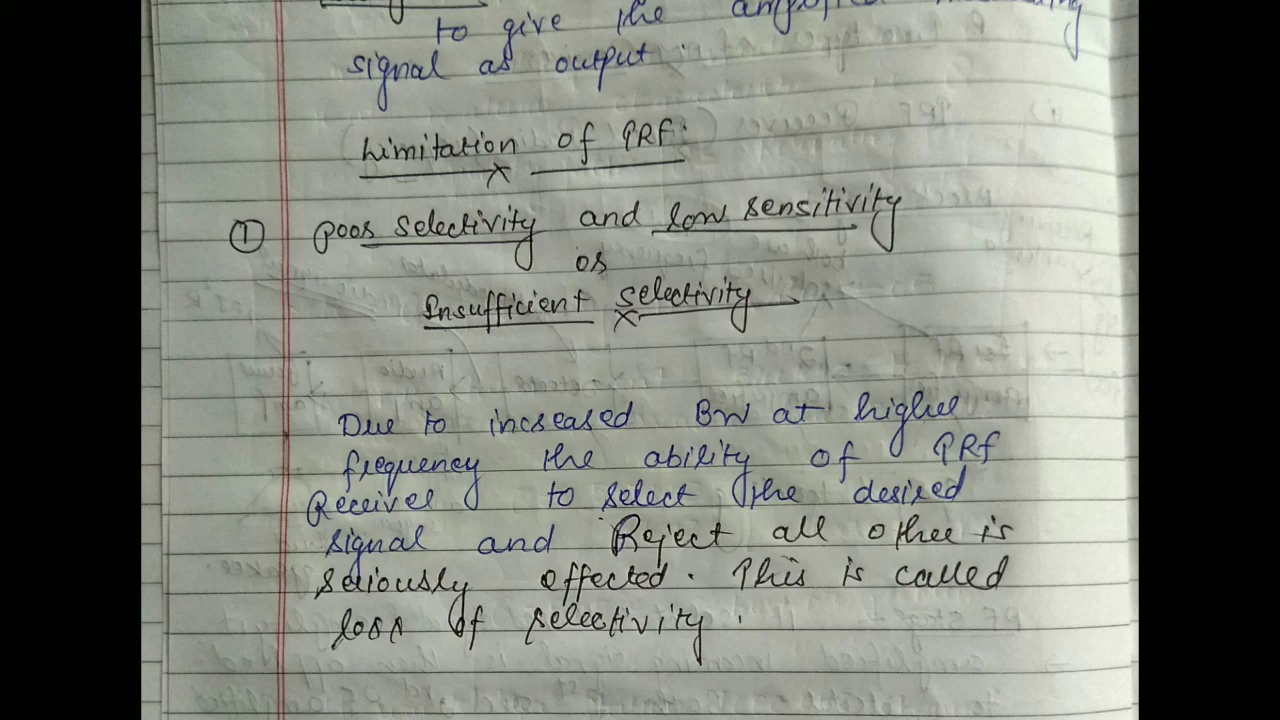 to give the
signal as output.
Limitation of TRF:
① Poor selectivity and low sensitivity
or
Insufficient selectivity
Due to increased BW at higher
frequency the ability of TRF
Receiver to select the desired
signal and Reject all other is
seriously effected. This is called
loss of selectivity.